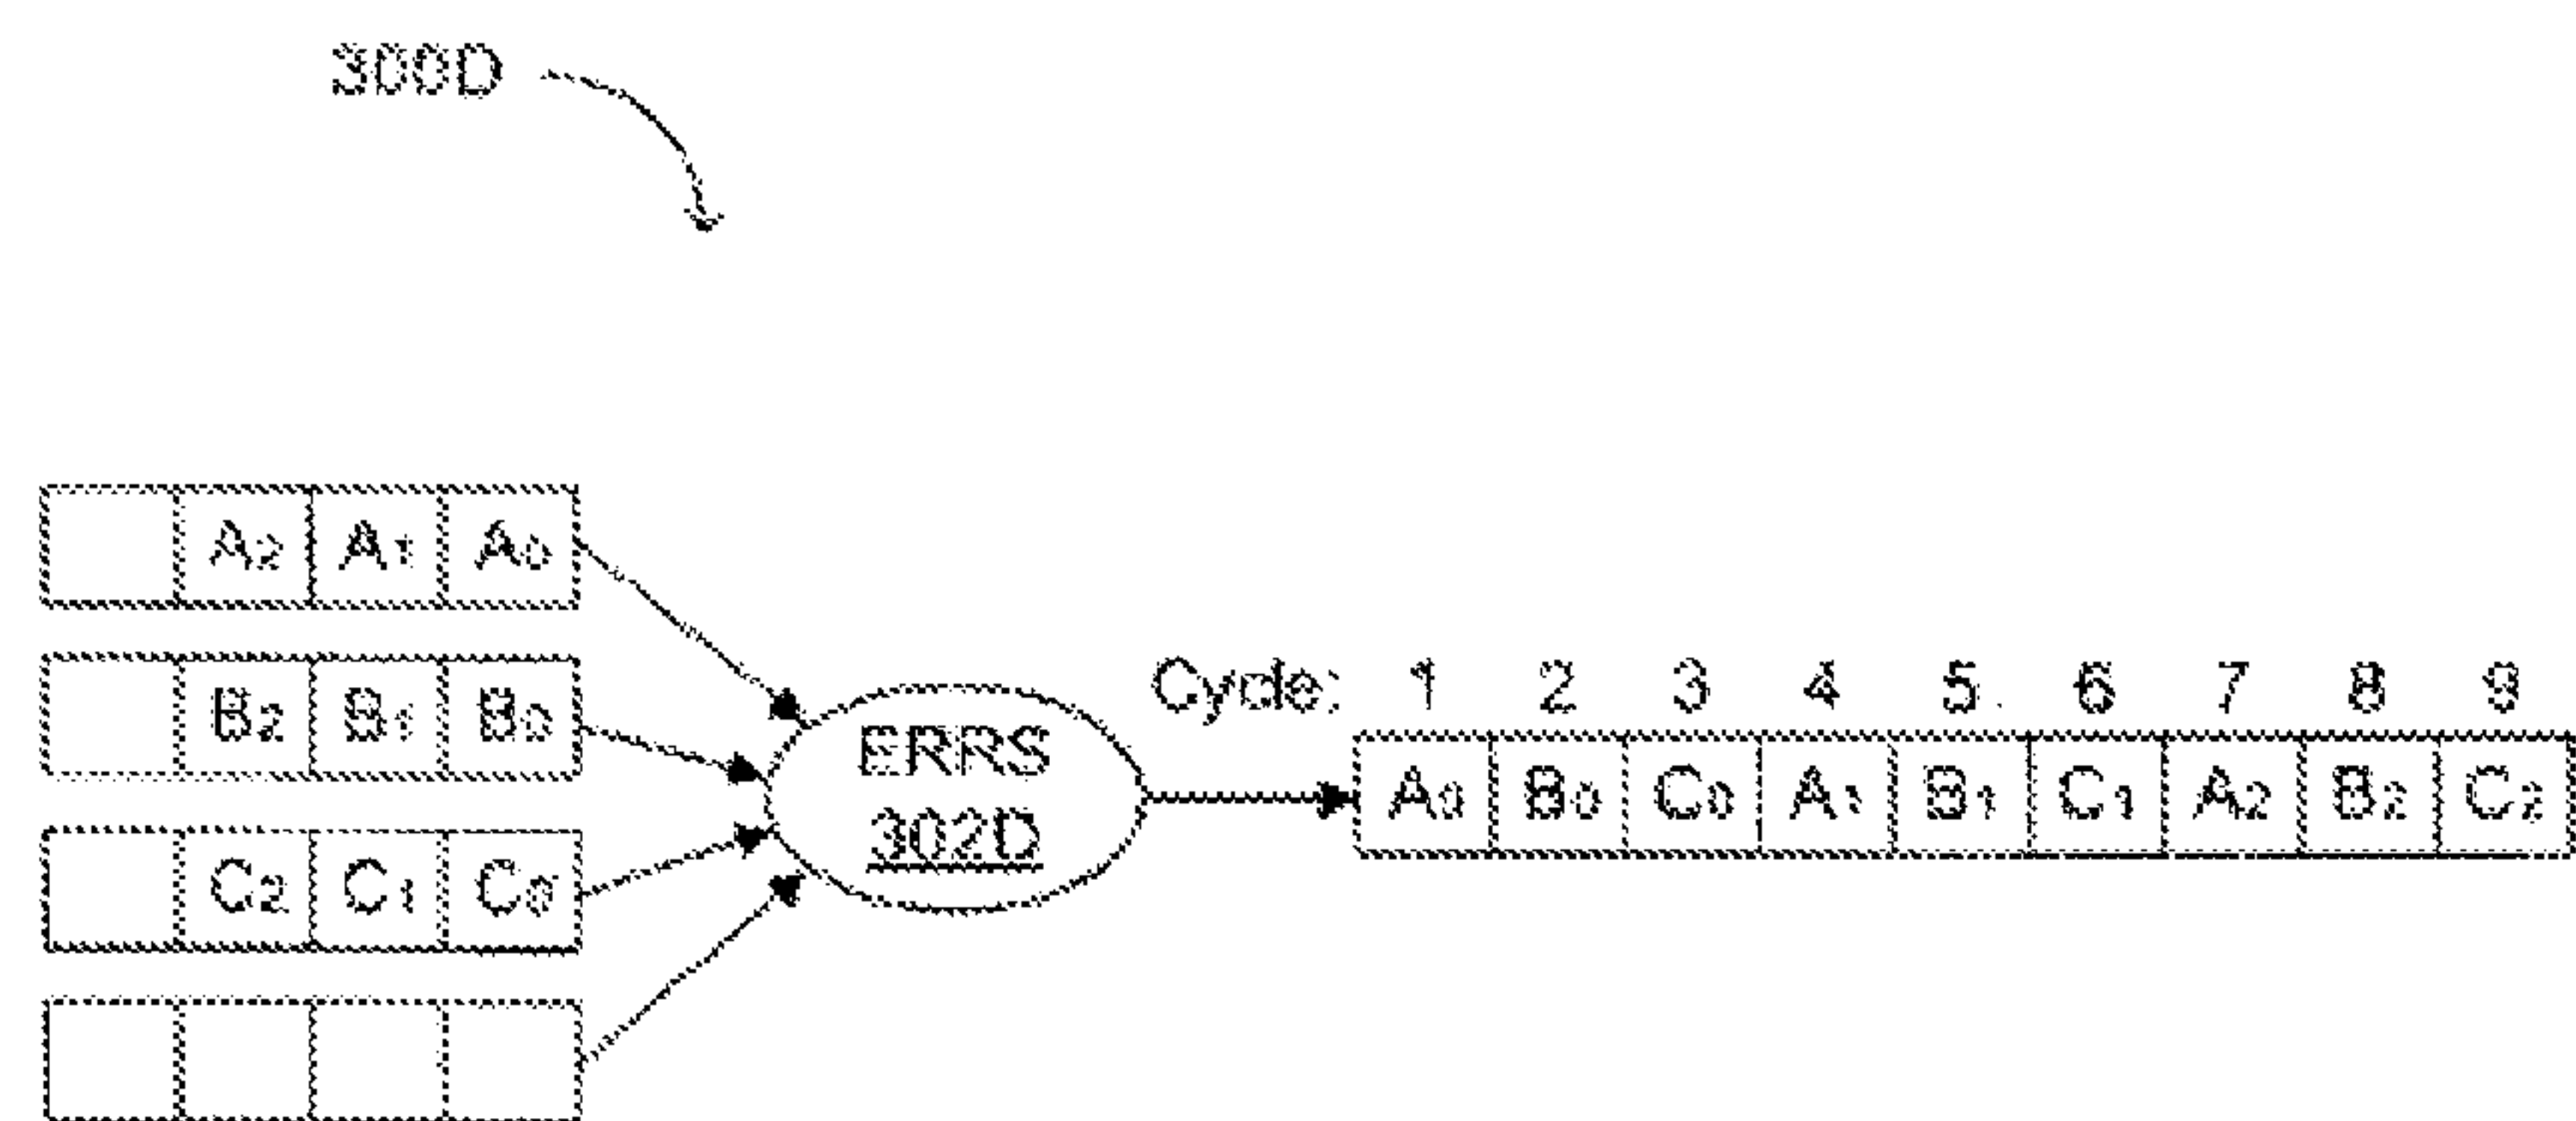 300D
A2 A1 A0
B2 B1 B0
C2 C1 C0
ERRS
302D
Cycle: 1 2 3 4 5 6 7 8 9
A0 B0 C0 A1 B1 C1 A2 B2 C2